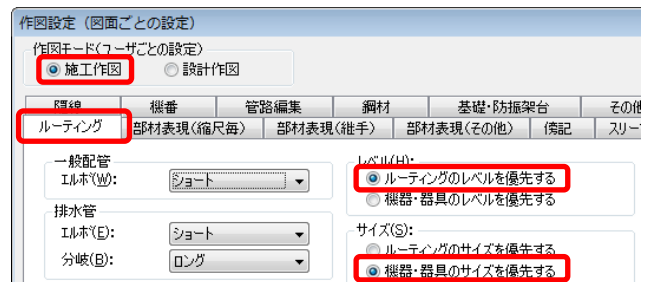 作図設定（図面ごとの設定）
作図モード(ユーザごとの設定)
施工作図 設計作図
隠線 機番 管路編集 鋼材 基礎・防振架台 その他
ルーティング 部材表現(縮尺毎) 部材表現(継手) 部材表現(その他) 傍記 スリー
一般配管
エルボ(W): ショート
排水管
エルボ(E): ショート
分岐(B): ロング
レベル(H):
ルーティングのレベルを優先する
機器・器具のレベルを優先する
サイズ(S):
ルーティングのサイズを優先する
機器・器具のサイズを優先する